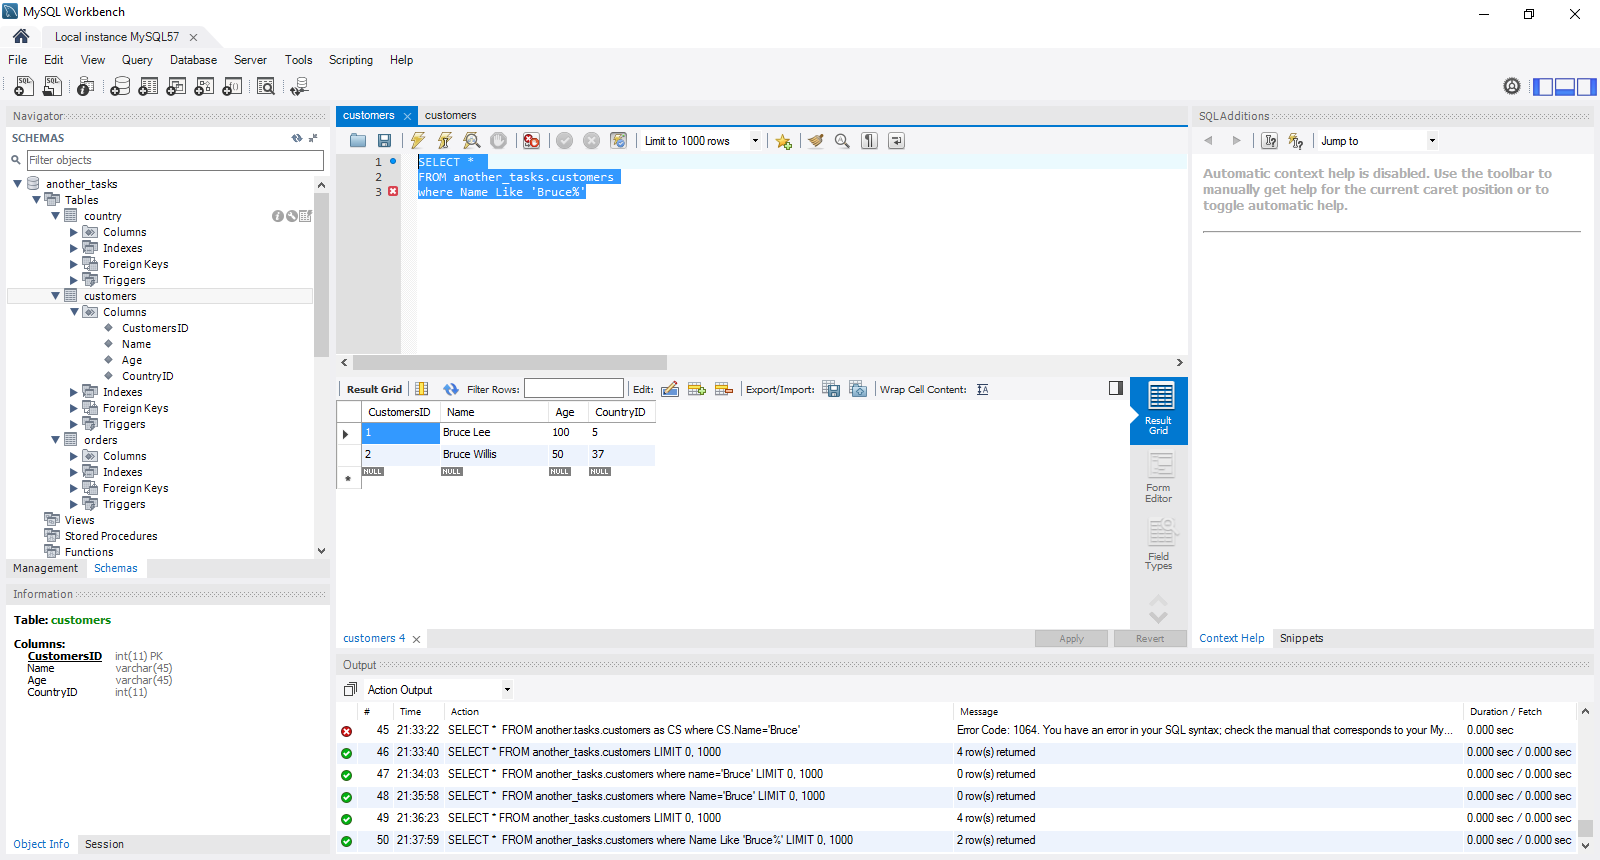 MySQL Workbench
Local instance MySQL57
File Edit View Query Database Server Tools Scripting Help
Navigator
SCHEMAS
Filter objects
another_tasks
Tables
country
Columns
Indexes
Foreign Keys
Triggers
customers
Columns
CustomersID
Name
Age
CountryID
Indexes
Foreign Keys
Triggers
orders
Columns
Indexes
Foreign Keys
Triggers
Views
Stored Procedures
Functions
Management Schemas
Information
Table: customers
Columns:
CustomersID int(11) PK
Name varchar(45)
Age varchar(45)
CountryID int(11)
Object Info Session
customers customers
Limit to 1000 rows
1 SELECT *
2 FROM another_tasks.customers
3 where Name Like 'Bruce%'
Result Grid Filter Rows: Edit: Export/Import: Wrap Cell Content:
CustomersID Name Age CountryID
1 Bruce Lee 100 5
2 Bruce Willis 50 37
NULL NULL NULL NULL
Result
Grid
Form
Editor
Field
Types
customers 4
Apply Revert
SQLAdditions
Jump to
Automatic context help is disabled. Use the toolbar to
manually get help for the current caret position or to
toggle automatic help.
Context Help Snippets
Output
Action Output
# Time Action Message Duration / Fetch
45 21:33:22 SELECT * FROM another.tasks.customers as CS where CS.Name='Bruce' Error Code: 1064. You have an error in your SQL syntax; check the manual that corresponds to your My... 0.000 sec
46 21:33:40 SELECT * FROM another_tasks.customers LIMIT 0, 1000 4 row(s) returned 0.000 sec / 0.000 sec
47 21:34:03 SELECT * FROM another_tasks.customers where name='Bruce' LIMIT 0, 1000 0 row(s) returned 0.000 sec / 0.000 sec
48 21:35:58 SELECT * FROM another_tasks.customers where Name='Bruce' LIMIT 0, 1000 0 row(s) returned 0.000 sec / 0.000 sec
49 21:36:23 SELECT * FROM another_tasks.customers LIMIT 0, 1000 4 row(s) returned 0.000 sec / 0.000 sec
50 21:37:59 SELECT * FROM another_tasks.customers where Name Like 'Bruce%' LIMIT 0, 1000 2 row(s) returned 0.000 sec / 0.000 sec